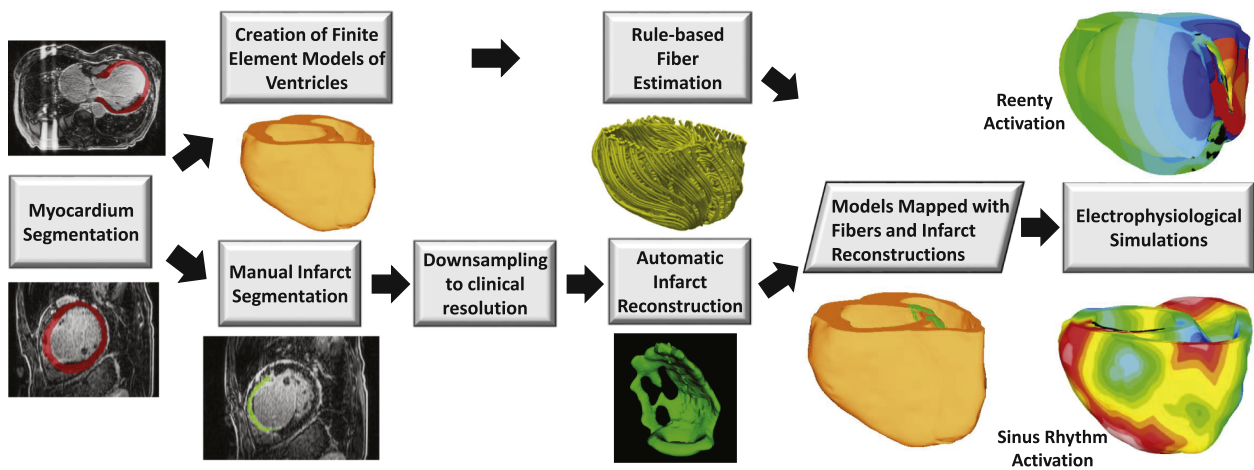 Creation of Finite
Element Models of
Ventricles
Rule-based
Fiber
Estimation
Reenty
Activation
Myocardium
Segmentation
Manual Infarct
Segmentation
Downsampling
to clinical
resolution
Automatic
Infarct
Reconstruction
Models Mapped with
Fibers and Infarct
Reconstructions
Electrophysiological
Simulations
Sinus Rhythm
Activation